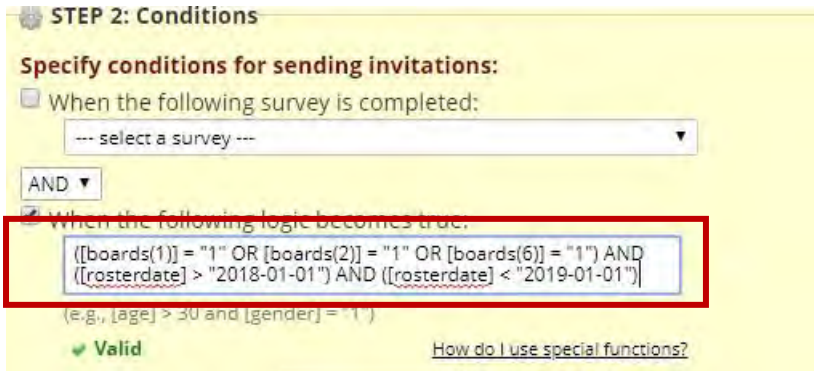 STEP 2: Conditions
Specify conditions for sending invitations:
When the following survey is completed:
--- select a survey ---
AND
When the following logic becomes true:
([boards(1)] = "1" OR [boards(2)] = "1" OR [boards(6)] = "1") AND
([rosterdate] > "2018-01-01") AND ([rosterdate] < "2019-01-01")
(e.g., [age] > 30 and [gender] = "1")
Valid How do I use special functions?